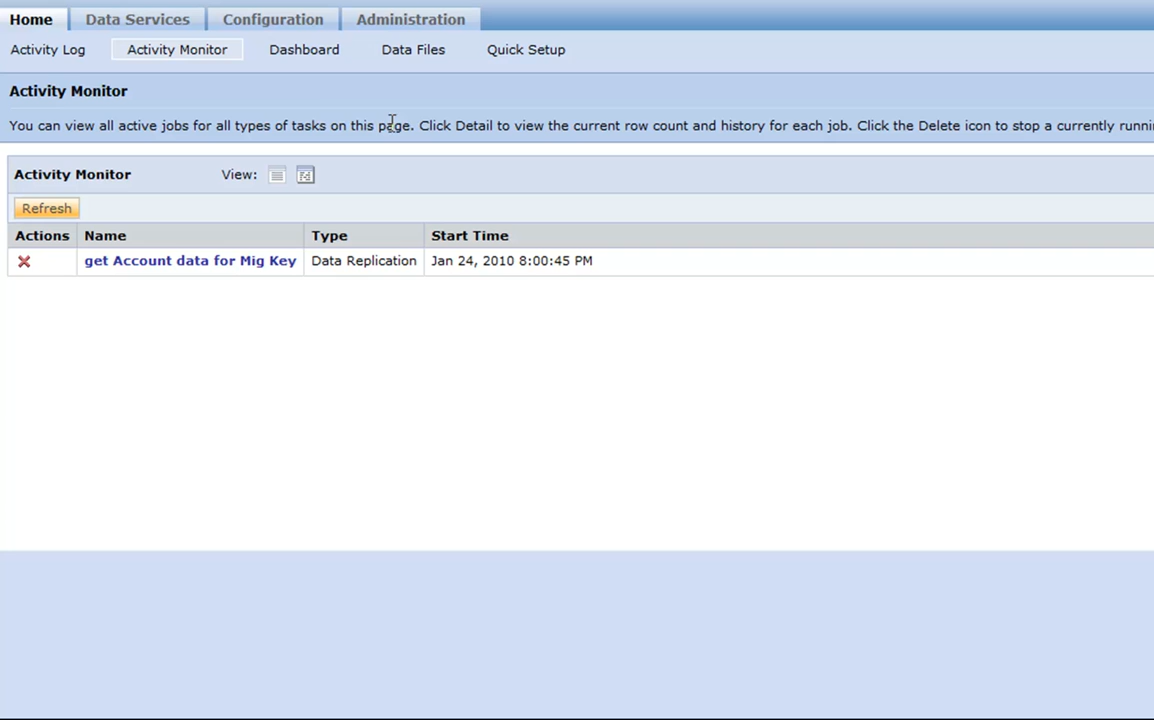 Home Data Services Configuration Administration
Activity Log Activity Monitor Dashboard Data Files Quick Setup
Activity Monitor
You can view all active jobs for all types of tasks on this page. Click Detail to view the current row count and history for each job. Click the Delete icon to stop a currently runni
Activity Monitor View:
Refresh
Actions Name Type Start Time
get Account data for Mig Key Data Replication Jan 24, 2010 8:00:45 PM